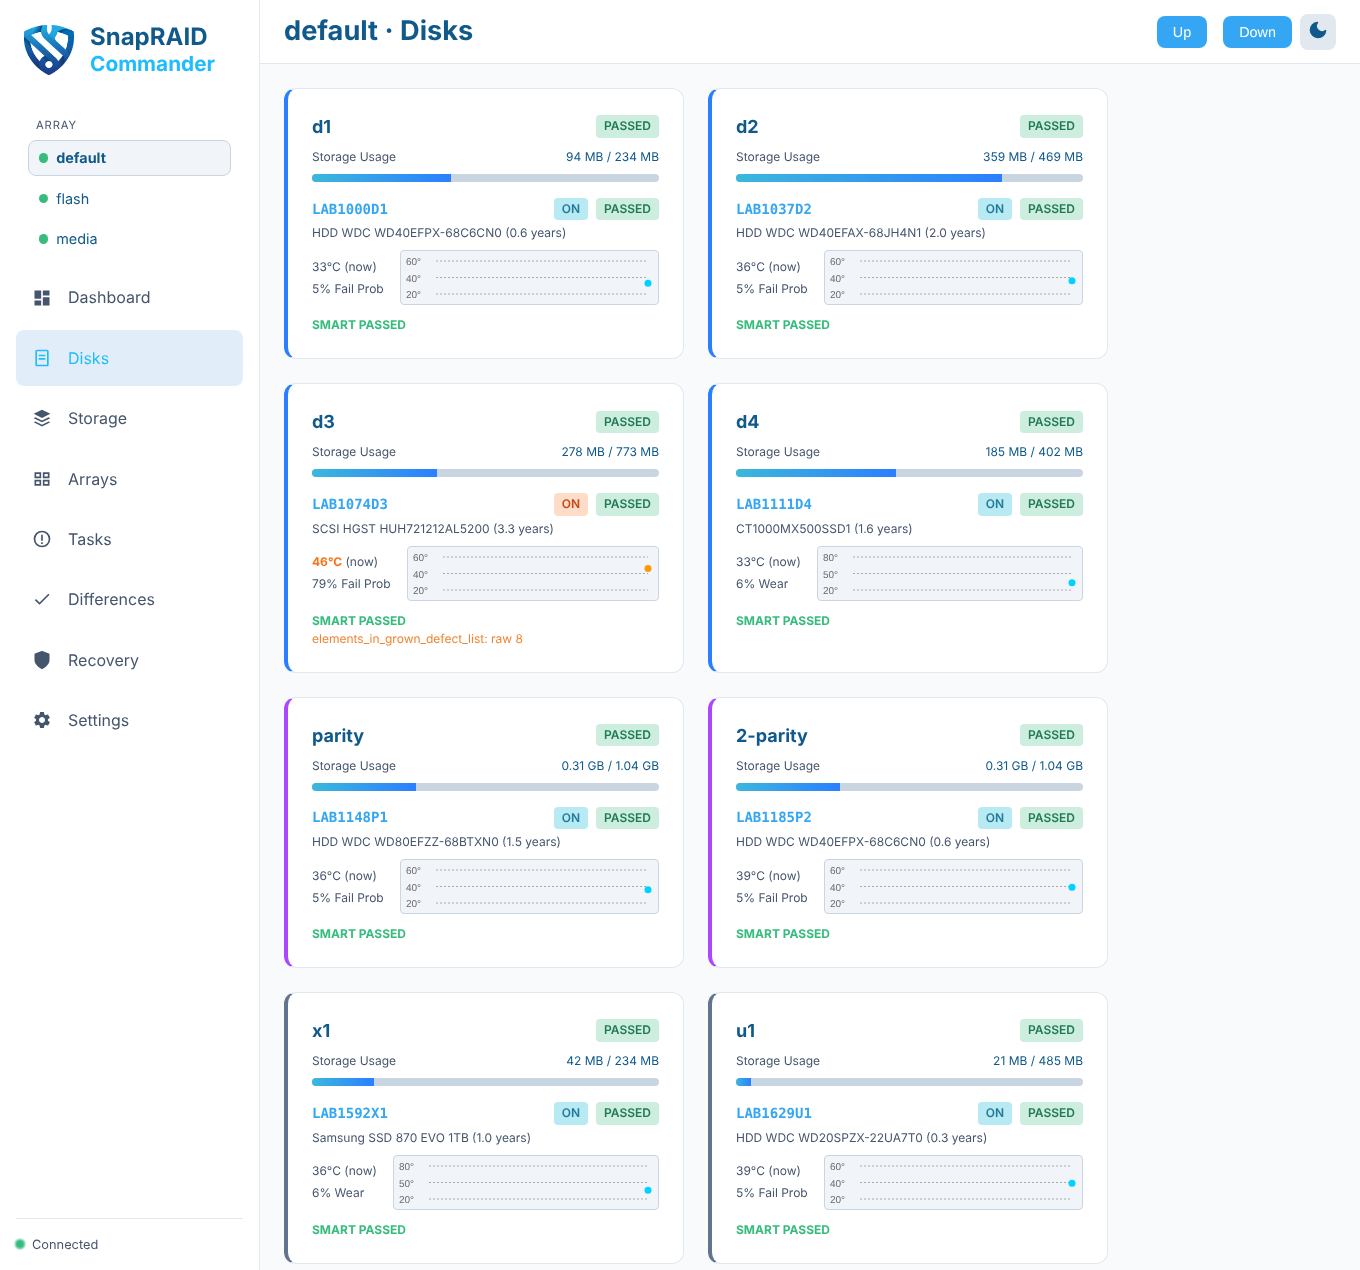 SnapRAID
Commander
default · Disks
Up
Down
ARRAY
default
flash
media
Dashboard
Disks
Storage
Arrays
Tasks
Differences
Recovery
Settings
Connected
d1
PASSED
Storage Usage
94 MB / 234 MB
LAB1000D1
ON
PASSED
HDD WDC WD40EFPX-68C6CN0 (0.6 years)
33°C (now)
5% Fail Prob
60°
40°
20°
SMART PASSED
d2
PASSED
Storage Usage
359 MB / 469 MB
LAB1037D2
ON
PASSED
HDD WDC WD40EFAX-68JH4N1 (2.0 years)
36°C (now)
5% Fail Prob
60°
40°
20°
SMART PASSED
d3
PASSED
Storage Usage
278 MB / 773 MB
LAB1074D3
ON
PASSED
SCSI HGST HUH721212AL5200 (3.3 years)
46°C (now)
79% Fail Prob
60°
40°
20°
SMART PASSED
elements_in_grown_defect_list: raw 8
d4
PASSED
Storage Usage
185 MB / 402 MB
LAB1111D4
ON
PASSED
CT1000MX500SSD1 (1.6 years)
33°C (now)
6% Wear
80°
50°
20°
SMART PASSED
parity
PASSED
Storage Usage
0.31 GB / 1.04 GB
LAB1148P1
ON
PASSED
HDD WDC WD80EFZZ-68BTXN0 (1.5 years)
36°C (now)
5% Fail Prob
60°
40°
20°
SMART PASSED
2-parity
PASSED
Storage Usage
0.31 GB / 1.04 GB
LAB1185P2
ON
PASSED
HDD WDC WD40EFPX-68C6CN0 (0.6 years)
39°C (now)
5% Fail Prob
60°
40°
20°
SMART PASSED
x1
PASSED
Storage Usage
42 MB / 234 MB
LAB1592X1
ON
PASSED
Samsung SSD 870 EVO 1TB (1.0 years)
36°C (now)
6% Wear
80°
50°
20°
SMART PASSED
u1
PASSED
Storage Usage
21 MB / 485 MB
LAB1629U1
ON
PASSED
HDD WDC WD20SPZX-22UA7T0 (0.3 years)
39°C (now)
5% Fail Prob
60°
40°
20°
SMART PASSED